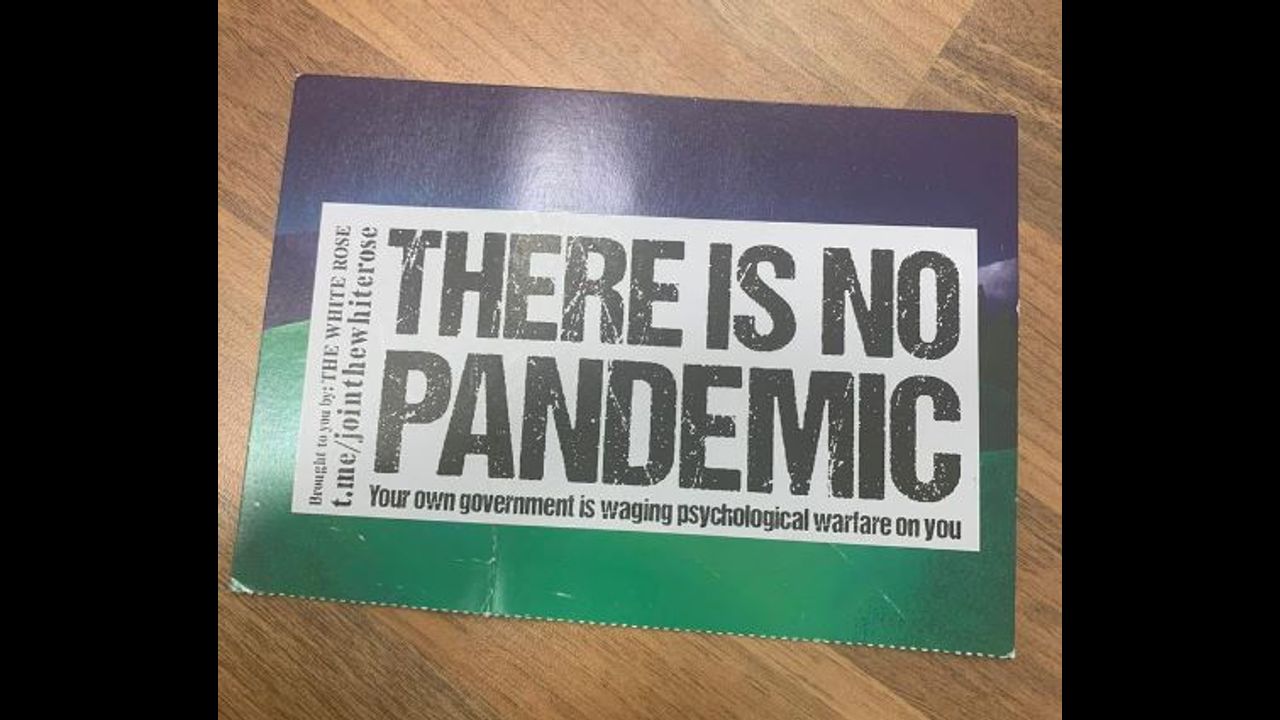 Brought to you by: THE WHITE ROSE
t.me/jointhewhiterose
THERE IS NO
PANDEMIC
Your own government is waging psychological warfare on you